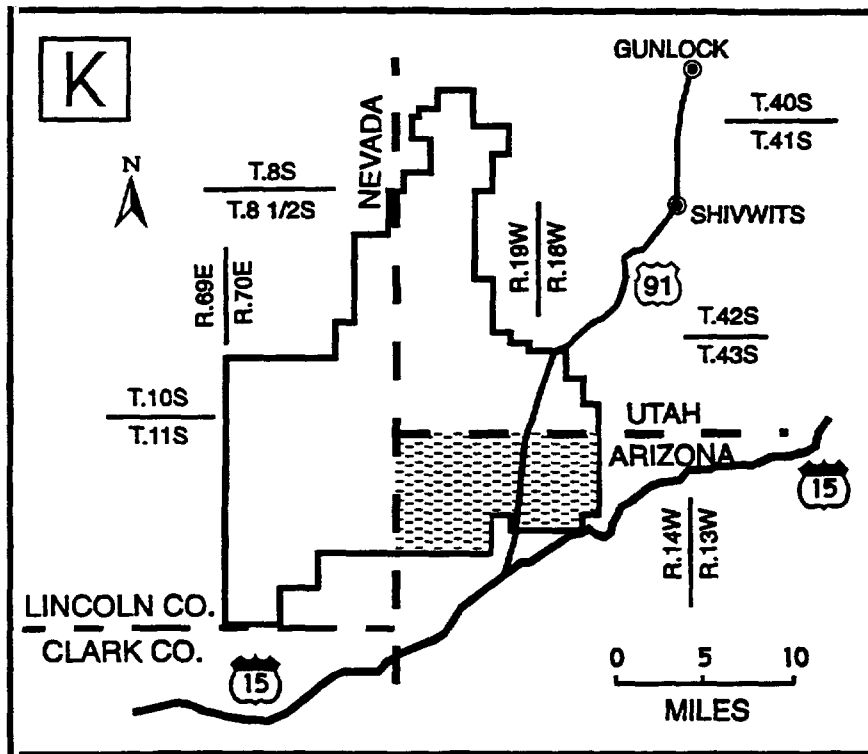 K
GUNLOCK
T.40S
T.41S
N
NEVADA
T.8S
T.8 1/2S
SHIVWITS
R.19W
R.18W
R.69E
R.70E
91
T.42S
T.43S
T.10S
T.11S
UTAH
ARIZONA
15
R.14W
R.13W
LINCOLN CO.
CLARK CO.
15
0 5 10
MILES